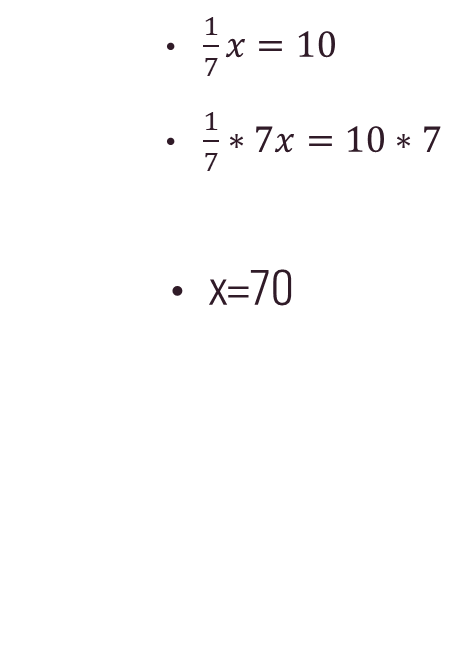 • 1/7 x = 10
• 1/7 * 7x = 10 * 7
• x=70